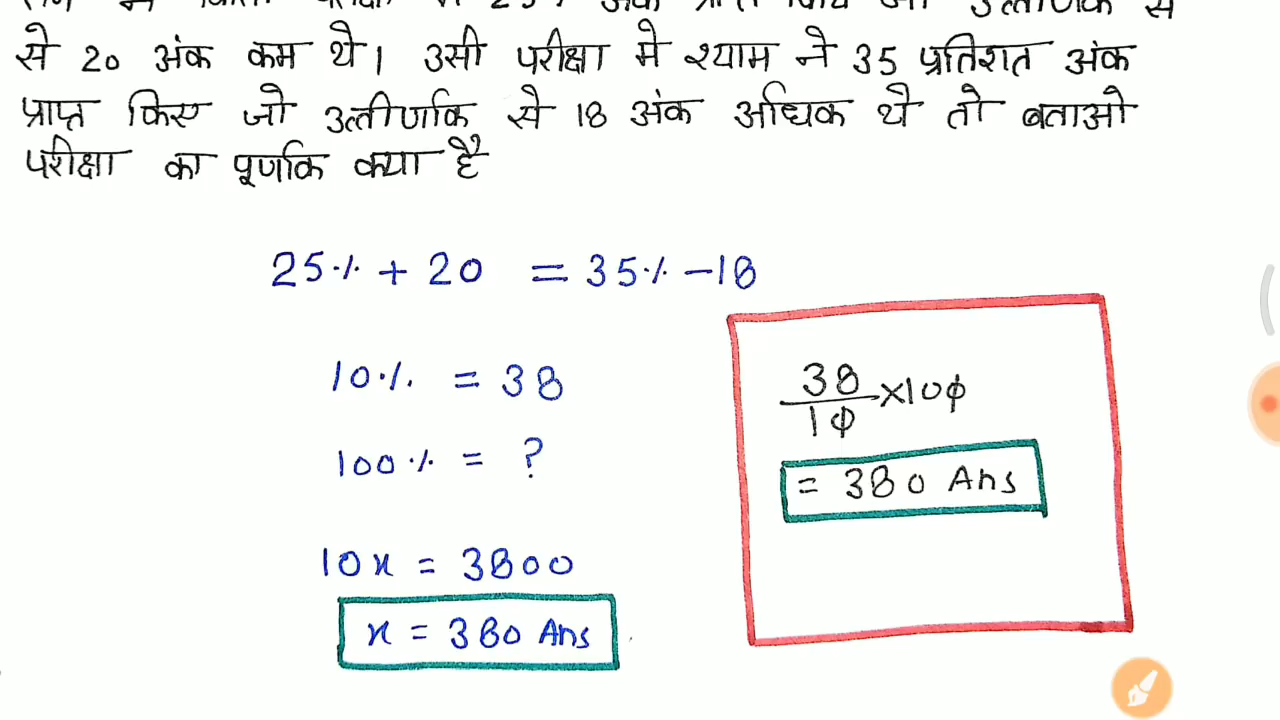 से 20 अंक कम थे। उसी परीक्षा मे श्याम ने 35 प्रतिशत अंक
प्राप्त किए जो उत्तीर्णाक से 18 अंक अधिक थे तो बताओ
परीक्षा का पूर्णाक क्या है
25% + 20 = 35% - 18
10% = 38
100% = ?
10x = 3800
x = 380 Ans
38/10 × 100
= 380 Ans